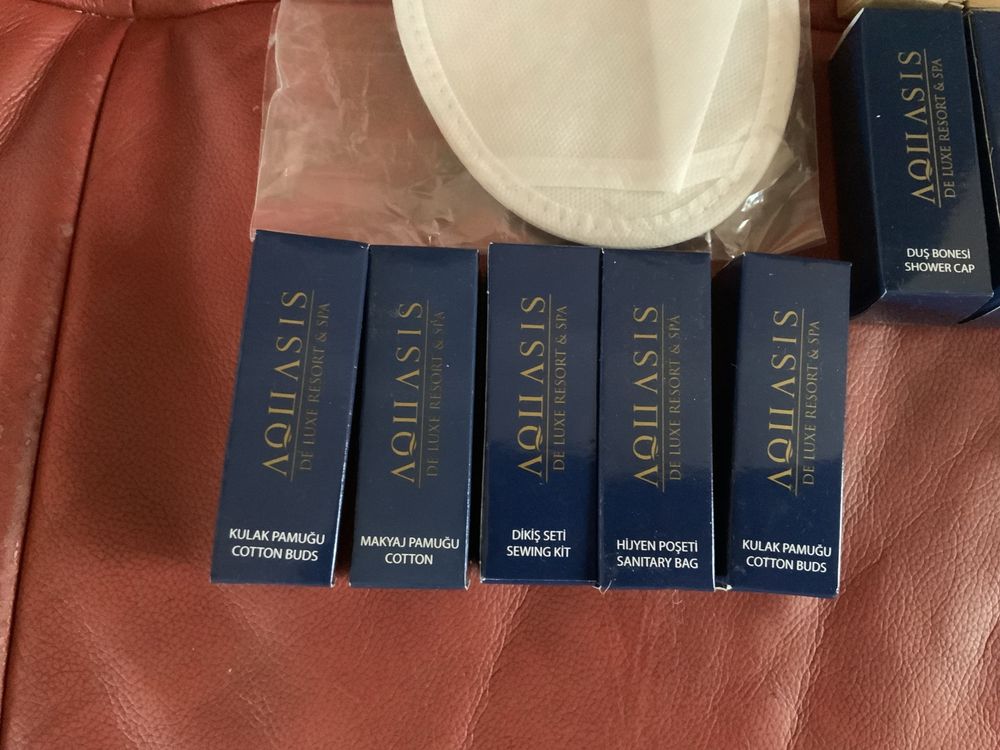 AQUASIS
DE LUXE RESORT & SPA
DUŞ BONESİ
SHOWER CAP
AQUASIS
DE LUXE RESORT & SPA
KULAK PAMUĞU
COTTON BUDS
AQUASIS
DE LUXE RESORT & SPA
MAKYAJ PAMUĞU
COTTON
AQUASIS
DE LUXE RESORT & SPA
DİKİŞ SETİ
SEWING KIT
AQUASIS
DE LUXE RESORT & SPA
HİJYEN POŞETİ
SANITARY BAG
AQUASIS
DE LUXE RESORT & SPA
KULAK PAMUĞU
COTTON BUDS